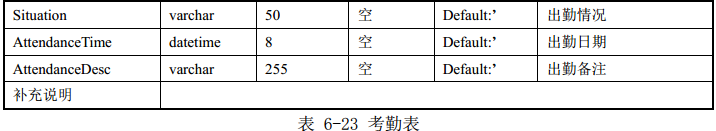 Situation varchar 50 空 Default:’ 出勤情况
AttendanceTime datetime 8 空 Default:’ 出勤日期
AttendanceDesc varchar 255 空 Default:’ 出勤备注
补充说明
表 6-23 考勤表